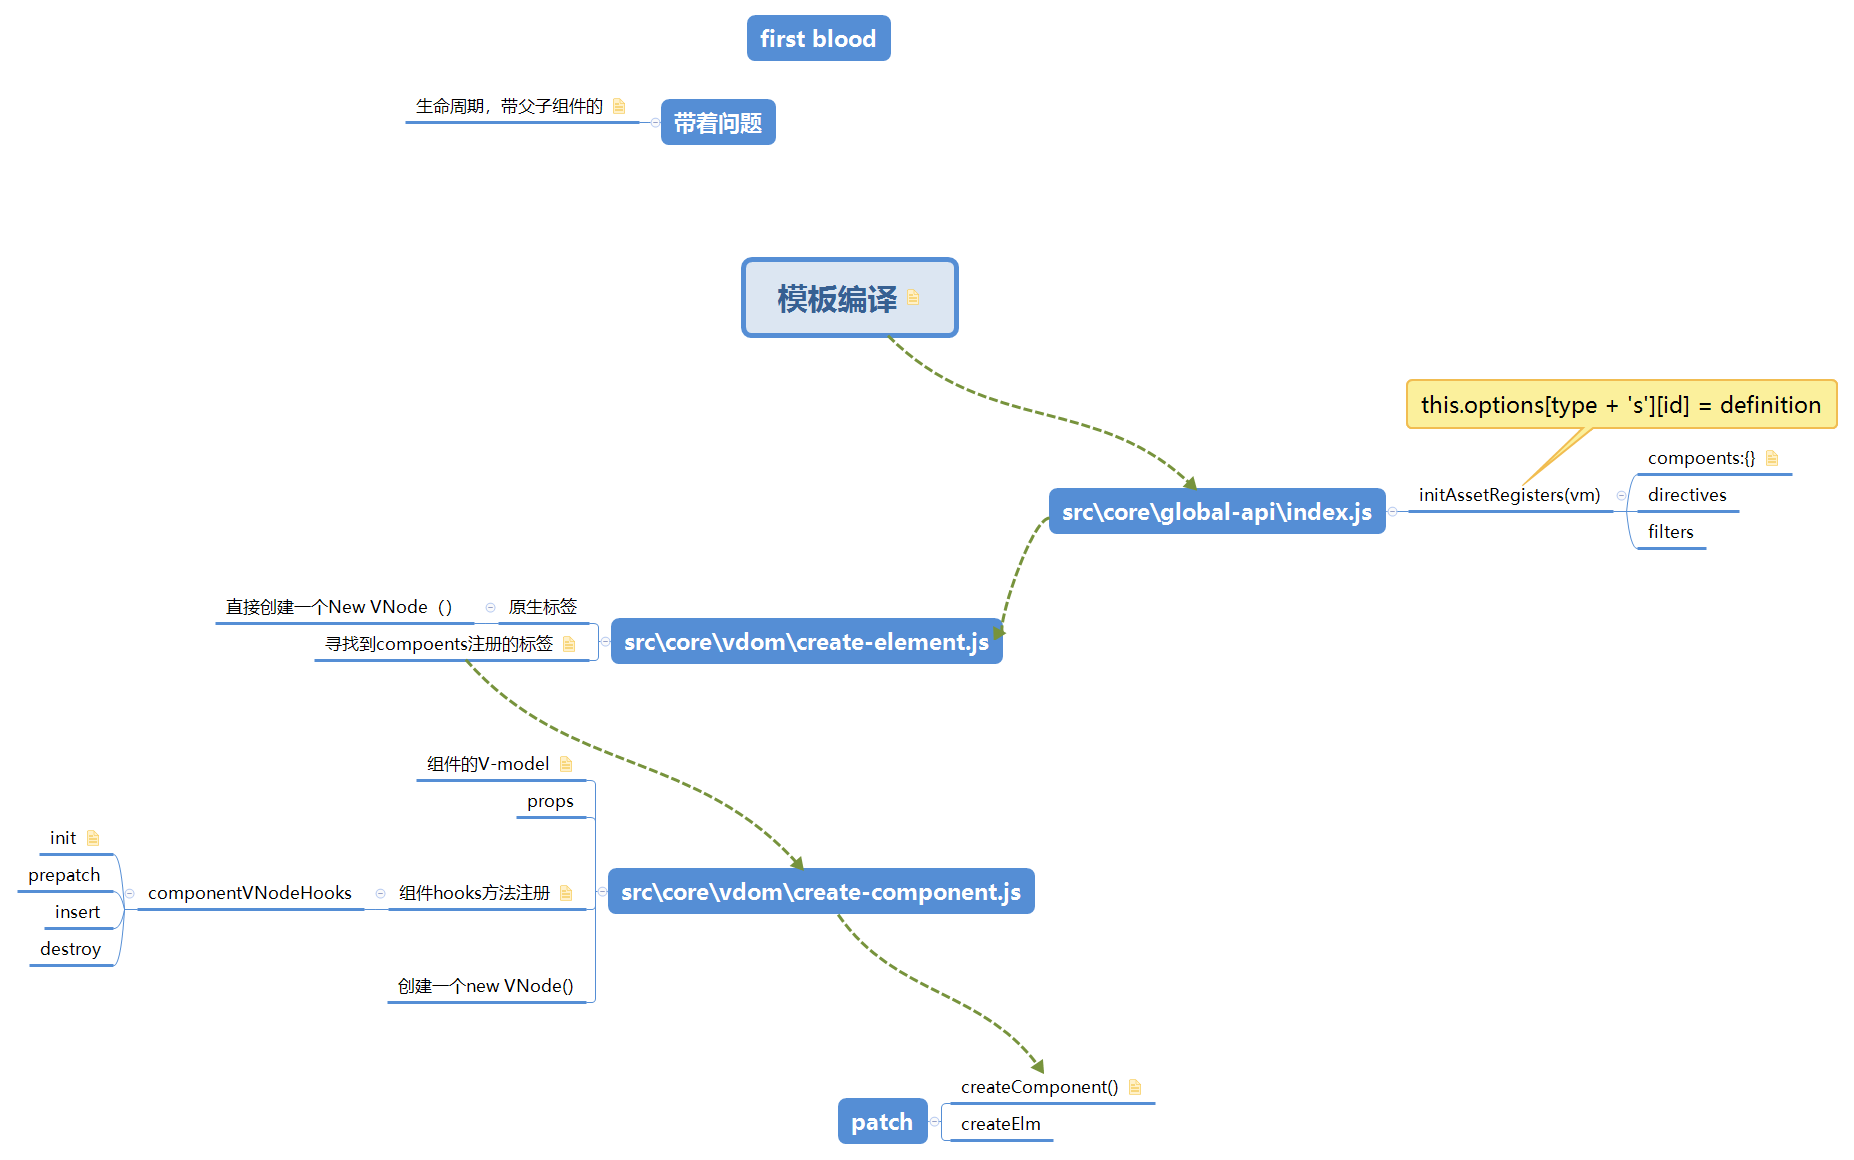 first blood
生命周期，带父子组件的
带着问题
模板编译
this.options[type + 's'][id] = definition
compoents:{}
initAssetRegisters(vm)
directives
src\core\global-api\index.js
filters
直接创建一个New VNode（）
原生标签
寻找到compoents注册的标签
src\core\vdom\create-element.js
组件的V-model
props
init
prepatch
componentVNodeHooks
组件hooks方法注册
src\core\vdom\create-component.js
insert
destroy
创建一个new VNode()
createComponent()
patch
createElm